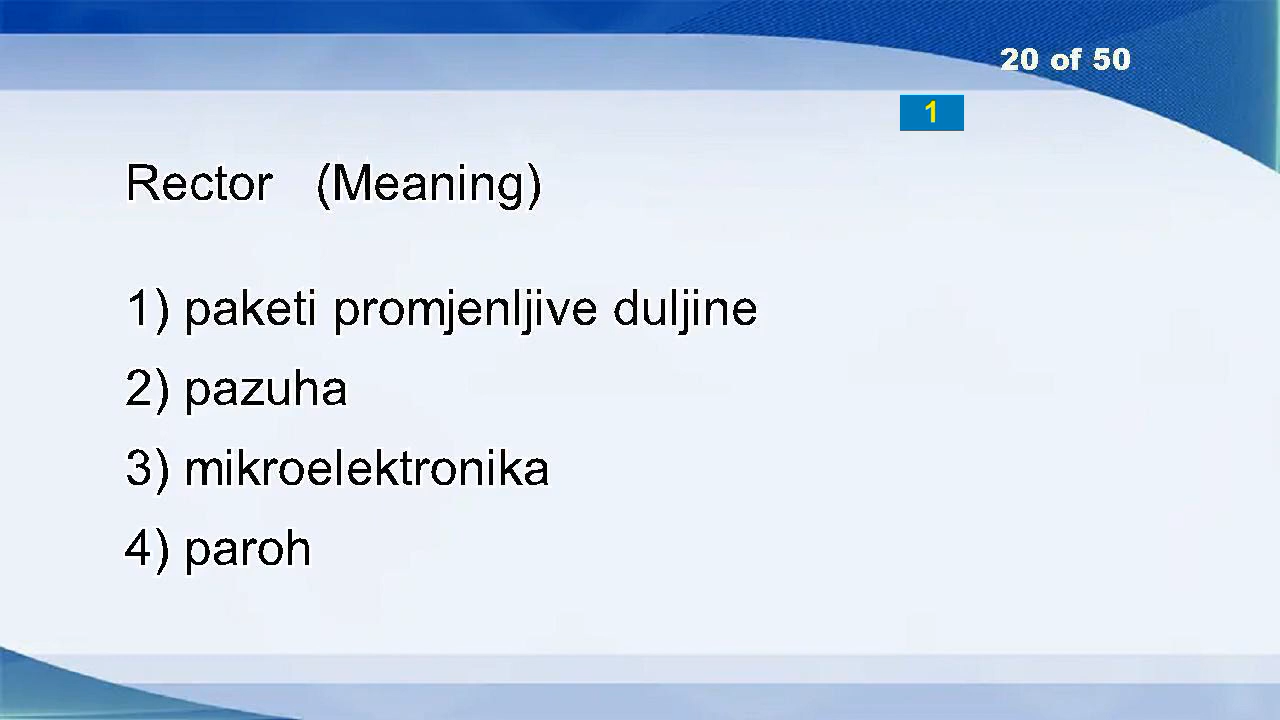 20 of 50
1
Rector (Meaning)
1) paketi promjenljive duljine
2) pazuha
3) mikroelektronika
4) paroh